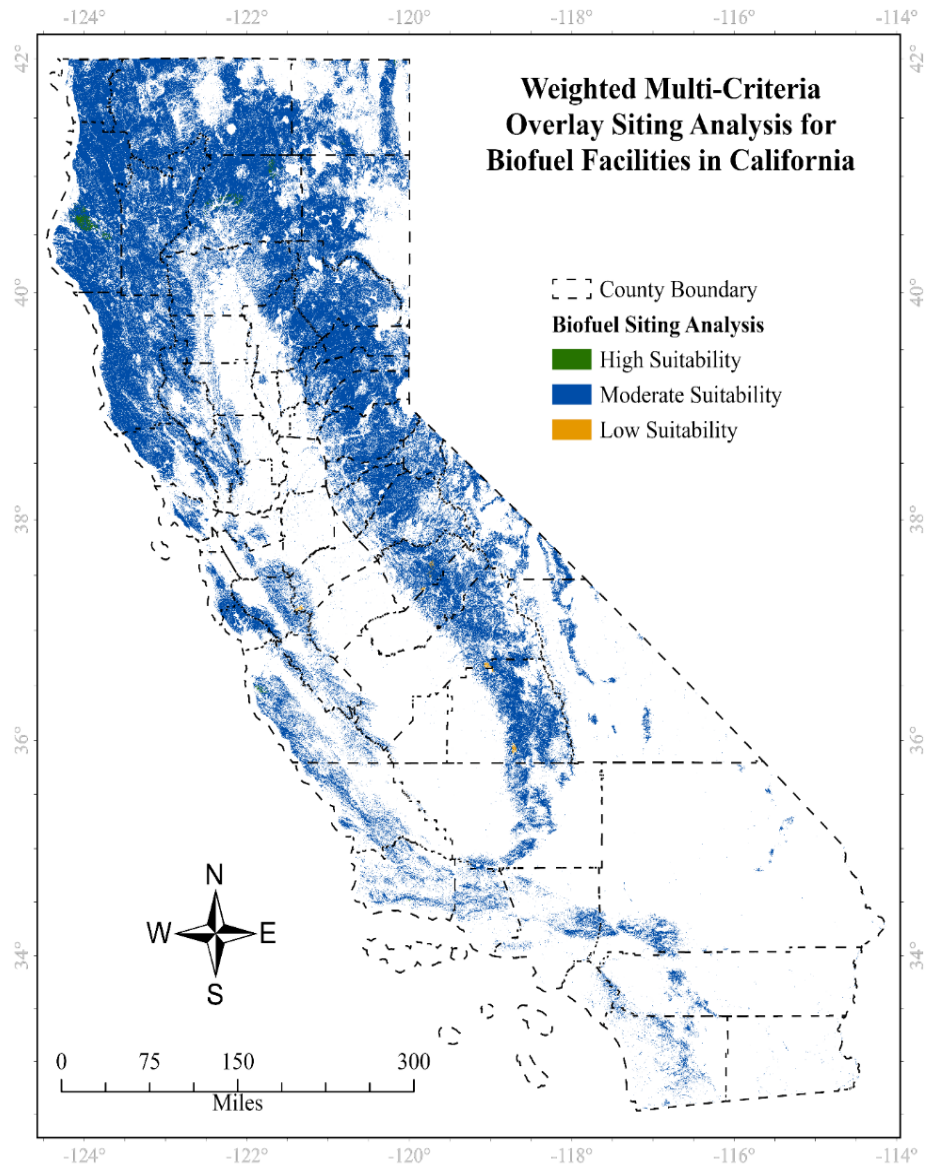 -124° -122° -120° -118° -116° -114°
42°
42°
Weighted Multi-Criteria
Overlay Siting Analysis for
Biofuel Facilities in California
40°
40°
County Boundary
Biofuel Siting Analysis
High Suitability
Moderate Suitability
Low Suitability
38°
38°
36°
36°
N
W E
S
34°
34°
0 75 150 300
Miles
-124° -122° -120° -118° -116° -114°